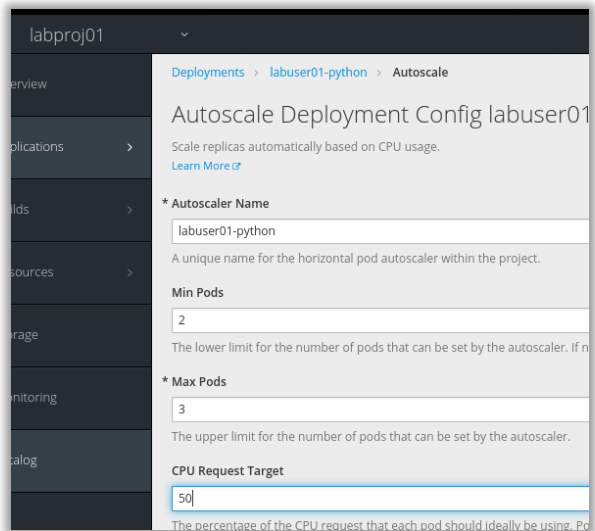 labproj01
Deployments > labuser01-python > Autoscale
erview
Autoscale Deployment Config labuser01
plications >
Scale replicas automatically based on CPU usage.
Learn More
* Autoscaler Name
ilds >
labuser01-python
A unique name for the horizontal pod autoscaler within the project.
sources >
Min Pods
2
rage
The lower limit for the number of pods that can be set by the autoscaler. If n
* Max Pods
nitoring
3
The upper limit for the number of pods that can be set by the autoscaler.
alog
CPU Request Target
50
The percentage of the CPU request that each pod should ideally be using. Po